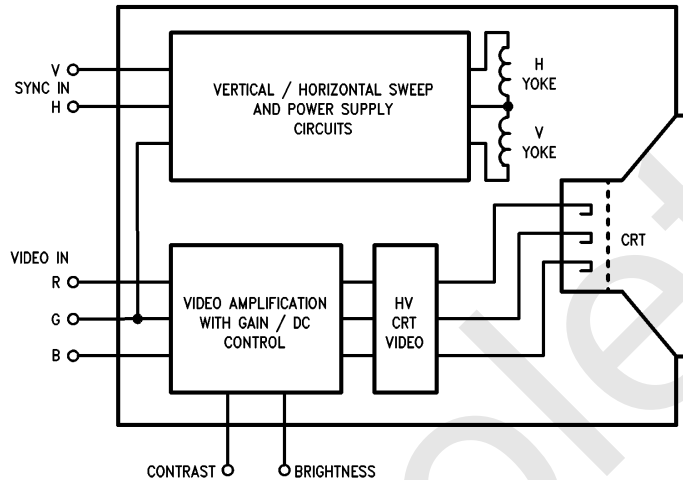 V
SYNC IN
H
VERTICAL / HORIZONTAL SWEEP
AND POWER SUPPLY
CIRCUITS
H
YOKE
V
YOKE
CRT
VIDEO IN
R
G
B
VIDEO AMPLIFICATION
WITH GAIN / DC
CONTROL
HV
CRT
VIDEO
CONTRAST
BRIGHTNESS